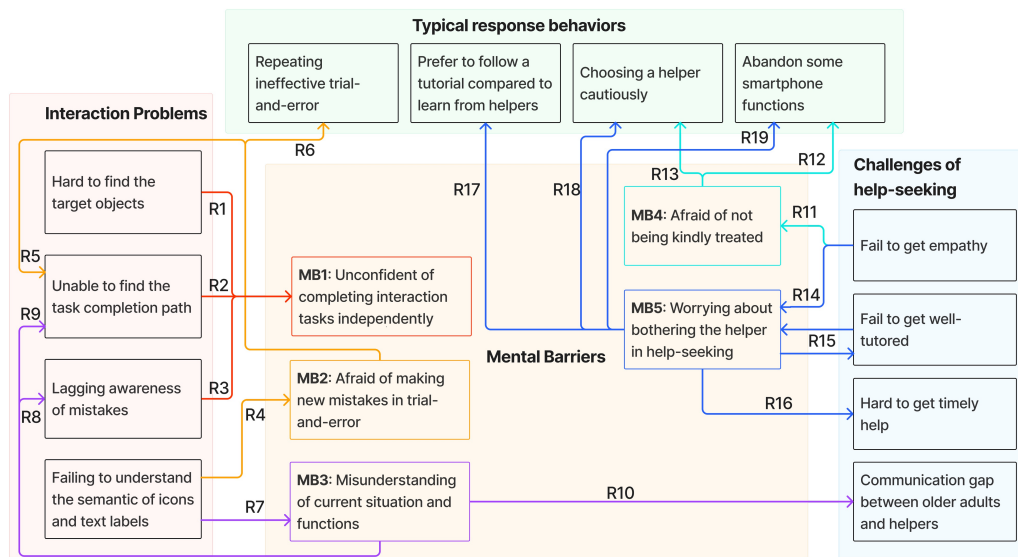 Typical response behaviors
Repeating
ineffective trial-
and-error
Prefer to follow a
tutorial compared to
learn from helpers
Choosing a helper
cautiously
Abandon some
smartphone
functions
Interaction Problems
Hard to find the
target objects
Unable to find the
task completion path
Lagging awareness
of mistakes
Failing to understand
the semantic of icons
and text labels
R1
R2
R3
R4
R5
R6
R7
R8
R9
R10
R11
R12
R13
R14
R15
R16
R17
R18
R19
MB1: Unconfident of
completing interaction
tasks independently
MB2: Afraid of making
new mistakes in trial-
and-error
MB3: Misunderstanding
of current situation and
functions
Mental Barriers
MB4: Afraid of not
being kindly treated
MB5: Worrying about
bothering the helper
in help-seeking
Challenges of
help-seeking
Fail to get empathy
Fail to get well-
tutored
Hard to get timely
help
Communication gap
between older adults
and helpers